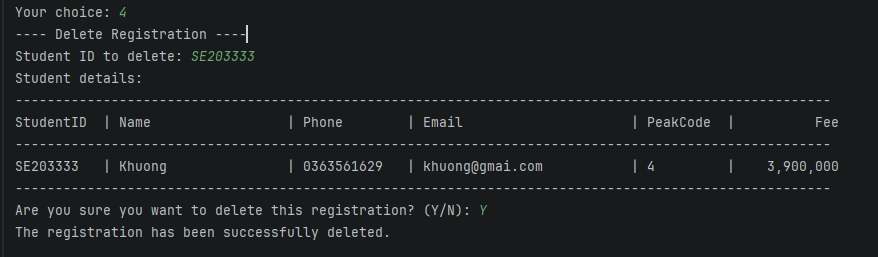 Your choice: 4
---- Delete Registration ----
Student ID to delete: SE203333
Student details:
------------------------------------------------------------------------------------------------------
StudentID  | Name                     | Phone        | Email                     | PeakCode  |          Fee
------------------------------------------------------------------------------------------------------
SE203333   | Khuong                   | 0363561629   | khuong@gmai.com           | 4         |    3,900,000
------------------------------------------------------------------------------------------------------
Are you sure you want to delete this registration? (Y/N): Y
The registration has been successfully deleted.